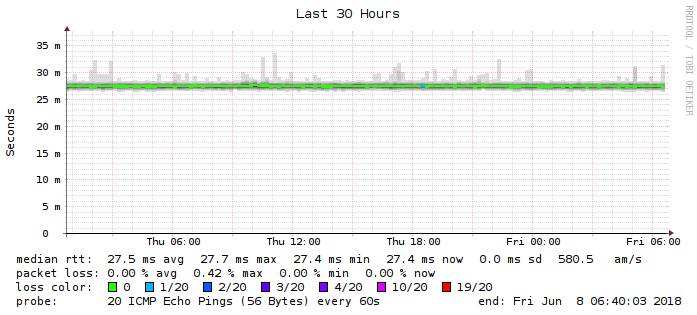 Last 30 Hours
RRDTOOL / TOBI OETIKER
Seconds
35 m
30 m
25 m
20 m
15 m
10 m
5 m
0
Thu 06:00 Thu 12:00 Thu 18:00 Fri 00:00 Fri 06:00
median rtt: 27.5 ms avg 27.7 ms max 27.4 ms min 27.4 ms now 0.0 ms sd 580.5 am/s
packet loss: 0.00 % avg 0.42 % max 0.00 % min 0.00 % now
loss color: 0 1/20 2/20 3/20 4/20 10/20 19/20
probe: 20 ICMP Echo Pings (56 Bytes) every 60s end: Fri Jun 8 06:40:03 2018